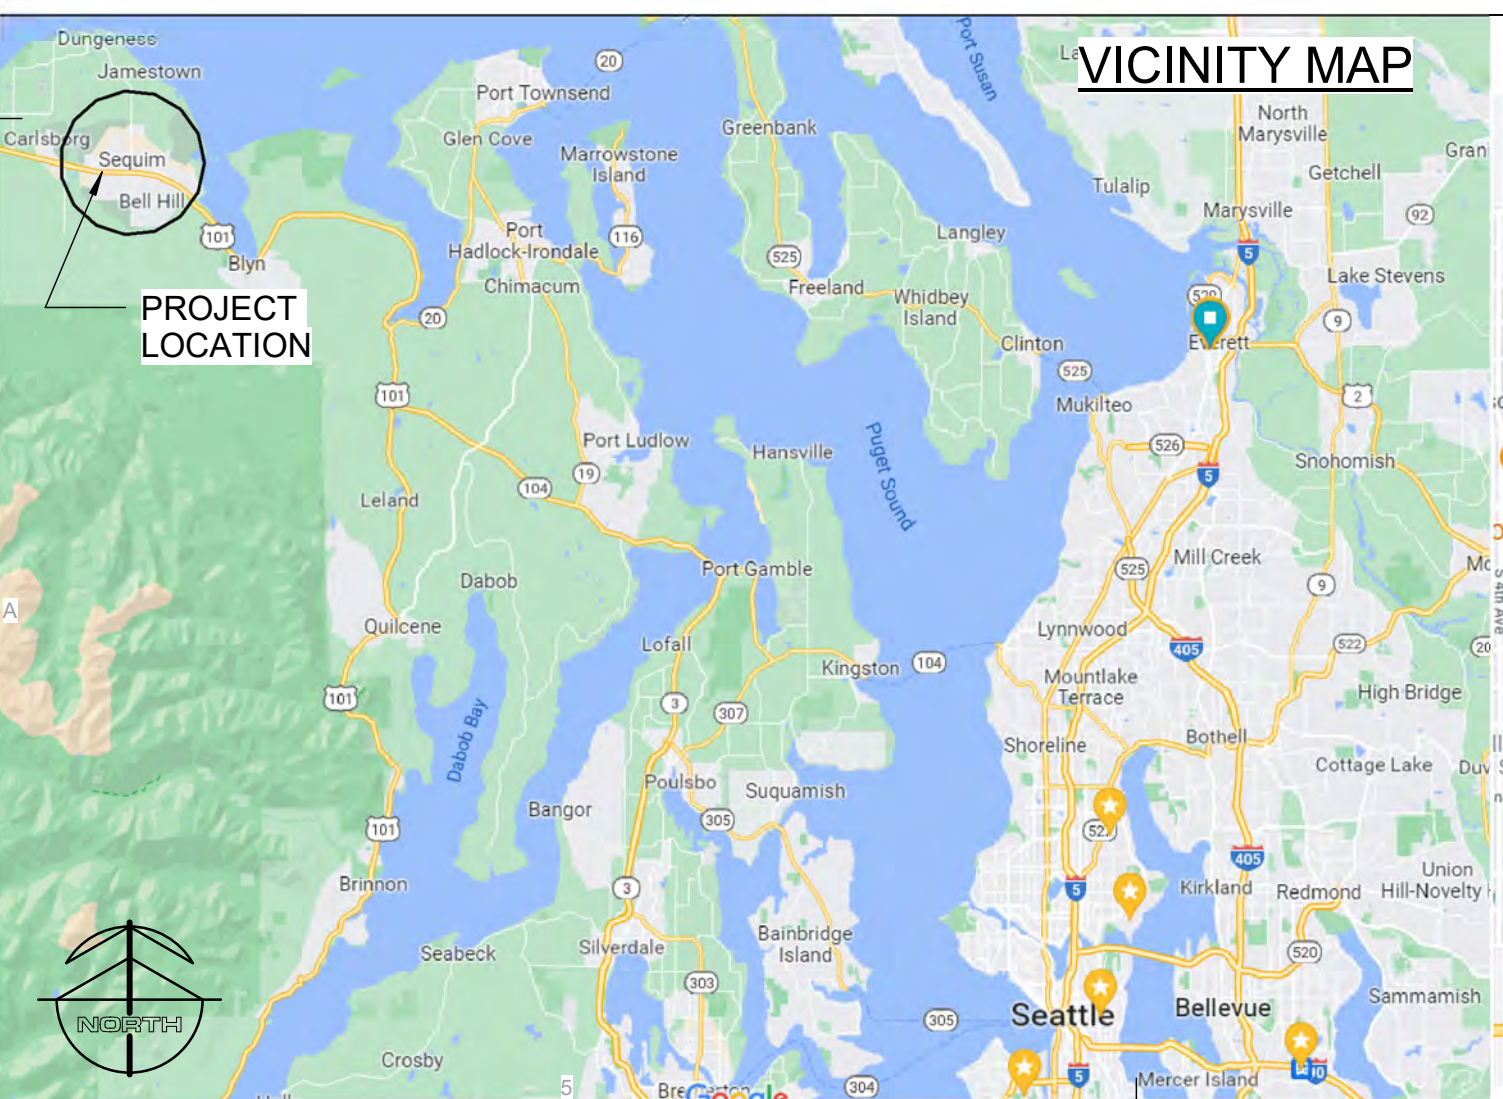 VICINITY MAP
Dungeness
Jamestown
Carlsborg
Sequim
Bell Hill
101
Blyn
PROJECT
LOCATION
20
Port Townsend
Glen Cove
Marrowstone
Island
Port
Hadlock-Irondale
116
Chimacum
20
Greenbank
Port Susan
North
Marysville
Getchell
Tulalip
Marysville
92
Langley
525
Freeland
Whidbey
Island
5
Lake Stevens
9
Everett
Clinton
525
Mukilteo
2
101
Port Ludlow
Hansville
Puget Sound
526
5
Snohomish
19
104
Leland
Port Gamble
Mill Creek
525
9
Dabob
A
Quilcene
Lofall
Kingston
104
Lynnwood
405
522
Mountlake
Terrace
High Bridge
101
3
307
Dabob Bay
Shoreline
Bothell
Cottage Lake
Poulsbo
Suquamish
Bangor
305
101
405
Union
Hill-Novelty
Brinnon
3
5
Kirkland
Redmond
Seabeck
Silverdale
Bainbridge
Island
520
303
Sammamish
NORTH
305
Seattle
Bellevue
Crosby
5
304
5
Mercer Island
Google
S 4th Ave